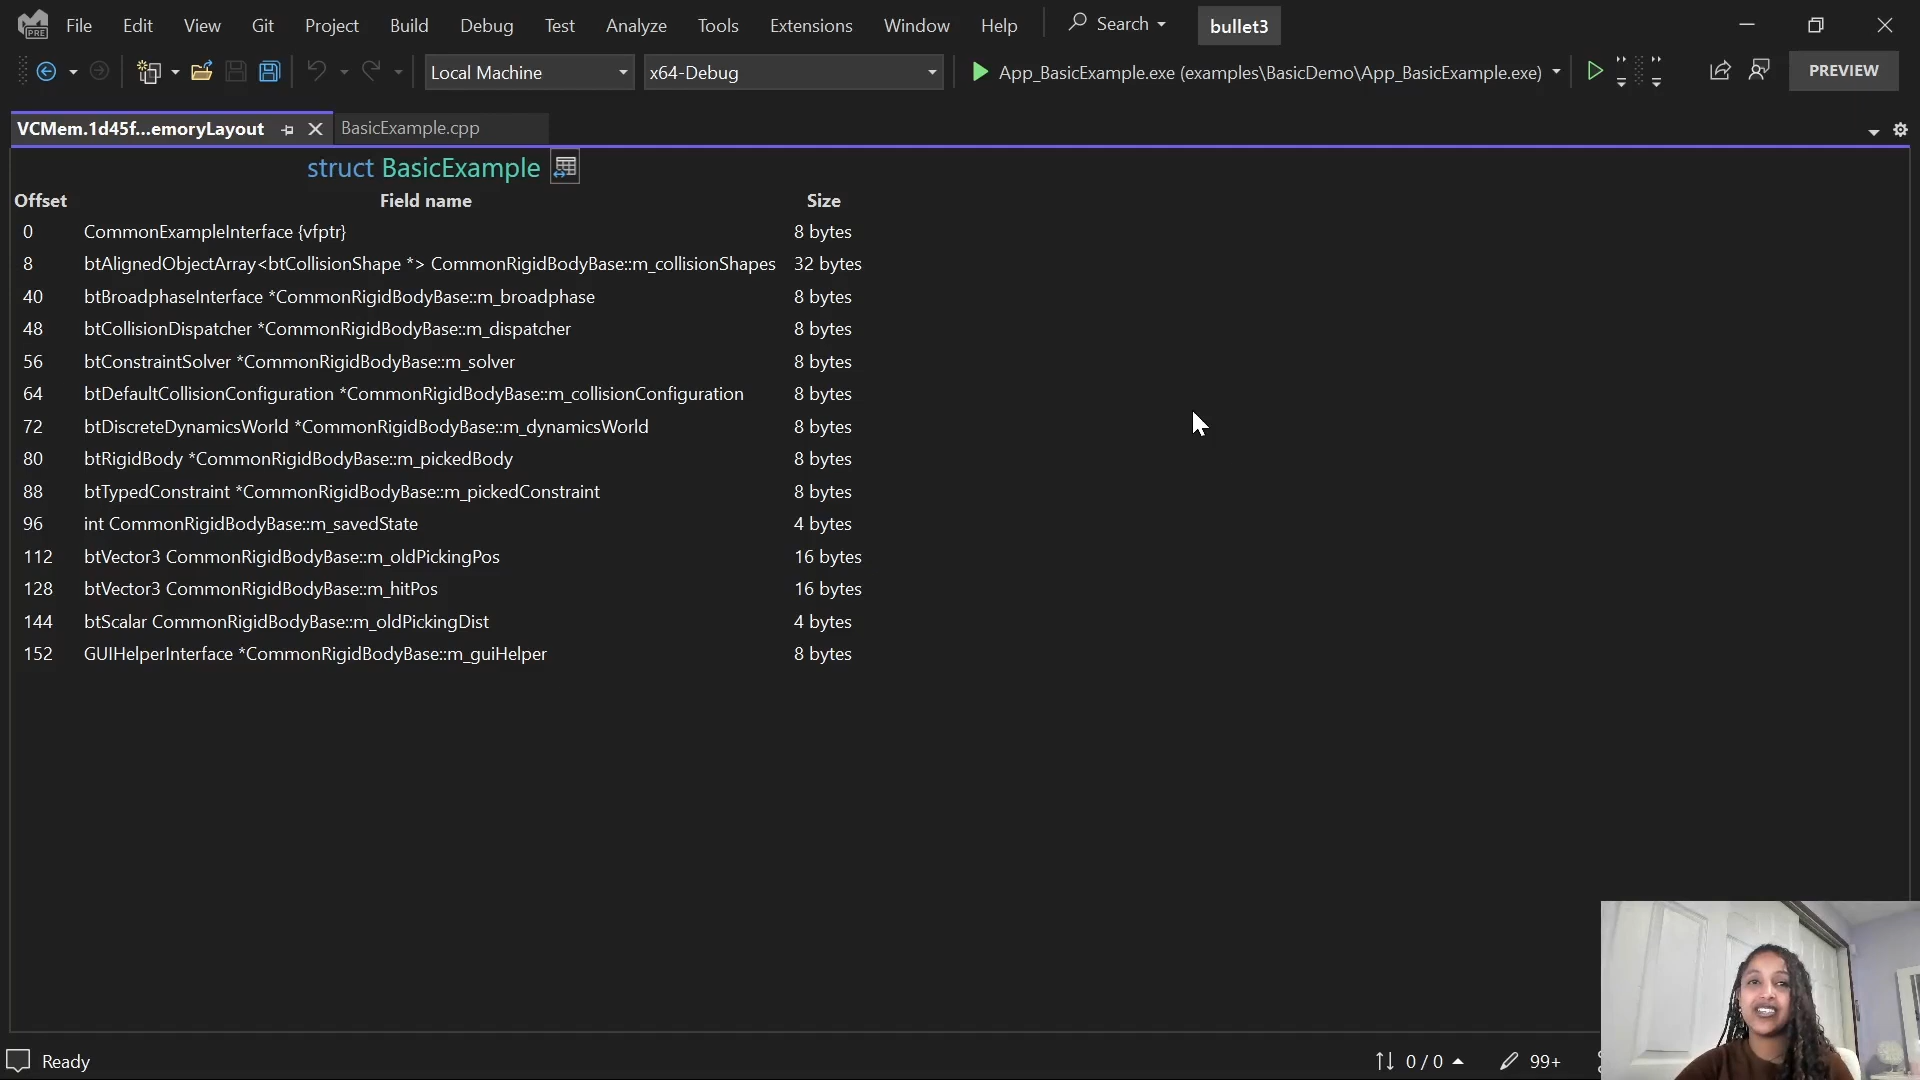 PRE File Edit View Git Project Build Debug Test Analyze Tools Extensions Window Help Search bullet3
Local Machine x64-Debug App_BasicExample.exe (examples\BasicDemo\App_BasicExample.exe) PREVIEW
VCMem.1d45f...emoryLayout BasicExample.cpp
struct BasicExample
Offset Field name Size
0 CommonExampleInterface {vfptr} 8 bytes
8 btAlignedObjectArray<btCollisionShape *> CommonRigidBodyBase::m_collisionShapes 32 bytes
40 btBroadphaseInterface *CommonRigidBodyBase::m_broadphase 8 bytes
48 btCollisionDispatcher *CommonRigidBodyBase::m_dispatcher 8 bytes
56 btConstraintSolver *CommonRigidBodyBase::m_solver 8 bytes
64 btDefaultCollisionConfiguration *CommonRigidBodyBase::m_collisionConfiguration 8 bytes
72 btDiscreteDynamicsWorld *CommonRigidBodyBase::m_dynamicsWorld 8 bytes
80 btRigidBody *CommonRigidBodyBase::m_pickedBody 8 bytes
88 btTypedConstraint *CommonRigidBodyBase::m_pickedConstraint 8 bytes
96 int CommonRigidBodyBase::m_savedState 4 bytes
112 btVector3 CommonRigidBodyBase::m_oldPickingPos 16 bytes
128 btVector3 CommonRigidBodyBase::m_hitPos 16 bytes
144 btScalar CommonRigidBodyBase::m_oldPickingDist 4 bytes
152 GUIHelperInterface *CommonRigidBodyBase::m_guiHelper 8 bytes
Ready 0 / 0 99+